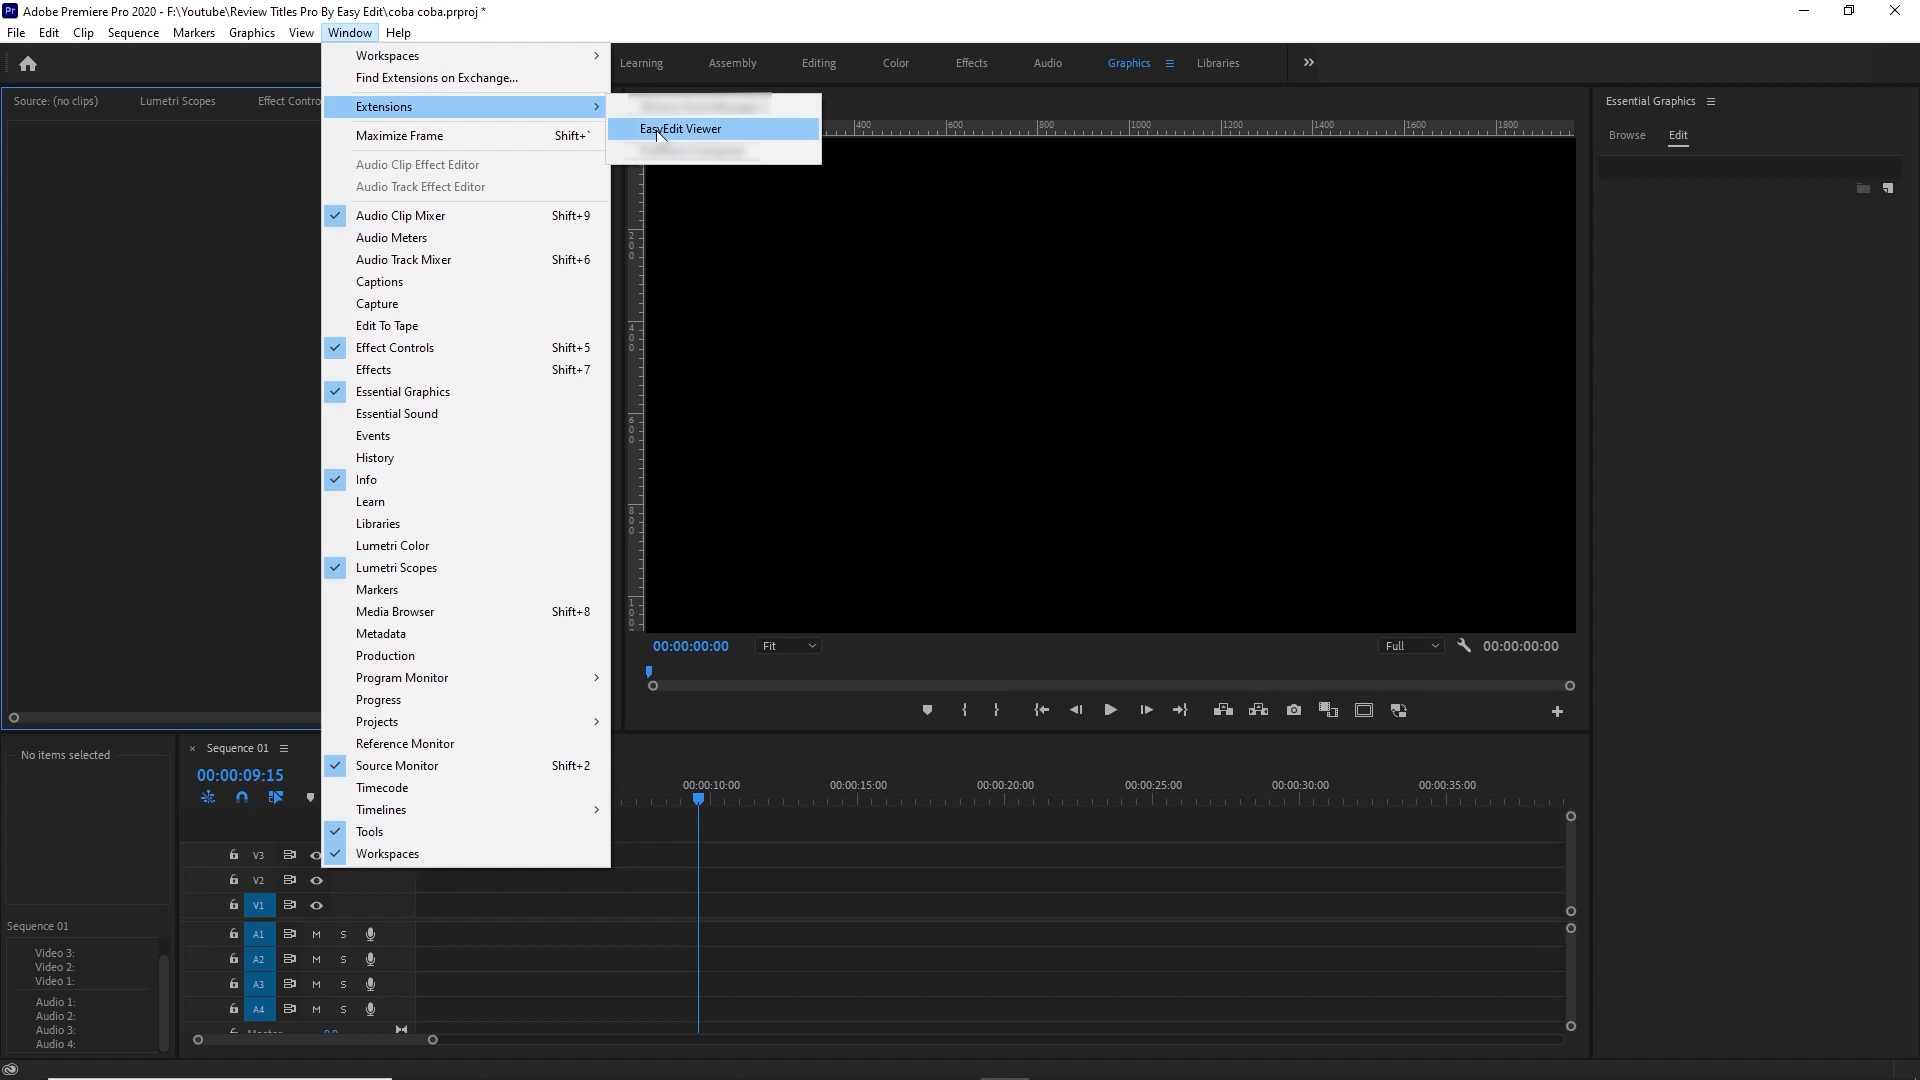 Adobe Premiere Pro 2020 - F:\Youtube\Review Titles Pro By Easy Edit\coba coba.prproj *
File Edit Clip Sequence Markers Graphics View Window Help
Learning Assembly Editing Color Effects Audio Graphics Libraries
Source: (no clips) Lumetri Scopes Effect Contro
Workspaces
Find Extensions on Exchange...
Extensions
Maximize Frame Shift+`
Audio Clip Effect Editor
Audio Track Effect Editor
Audio Clip Mixer Shift+9
Audio Meters
Audio Track Mixer Shift+6
Captions
Capture
Edit To Tape
Effect Controls Shift+5
Effects Shift+7
Essential Graphics
Essential Sound
Events
History
Info
Learn
Libraries
Lumetri Color
Lumetri Scopes
Markers
Media Browser Shift+8
Metadata
Production
Program Monitor
Progress
Projects
Reference Monitor
Source Monitor Shift+2
Timecode
Timelines
Tools
Workspaces
EasyEdit Viewer
400 600 800 1000 1200 1400 1600 1800
200
400
600
800
00:00:00:00 Fit Full 00:00:00:00
Essential Graphics
Browse Edit
No items selected
Sequence 01
Video 3:
Video 2:
Video 1:
Audio 1:
Audio 2:
Audio 3:
Audio 4:
× Sequence 01
00:00:09:15
00:00:10:00 00:00:15:00 00:00:20:00 00:00:25:00 00:00:30:00 00:00:35:00
V3
V2
V1
A1 M S
A2 M S
A3 M S
A4 M S